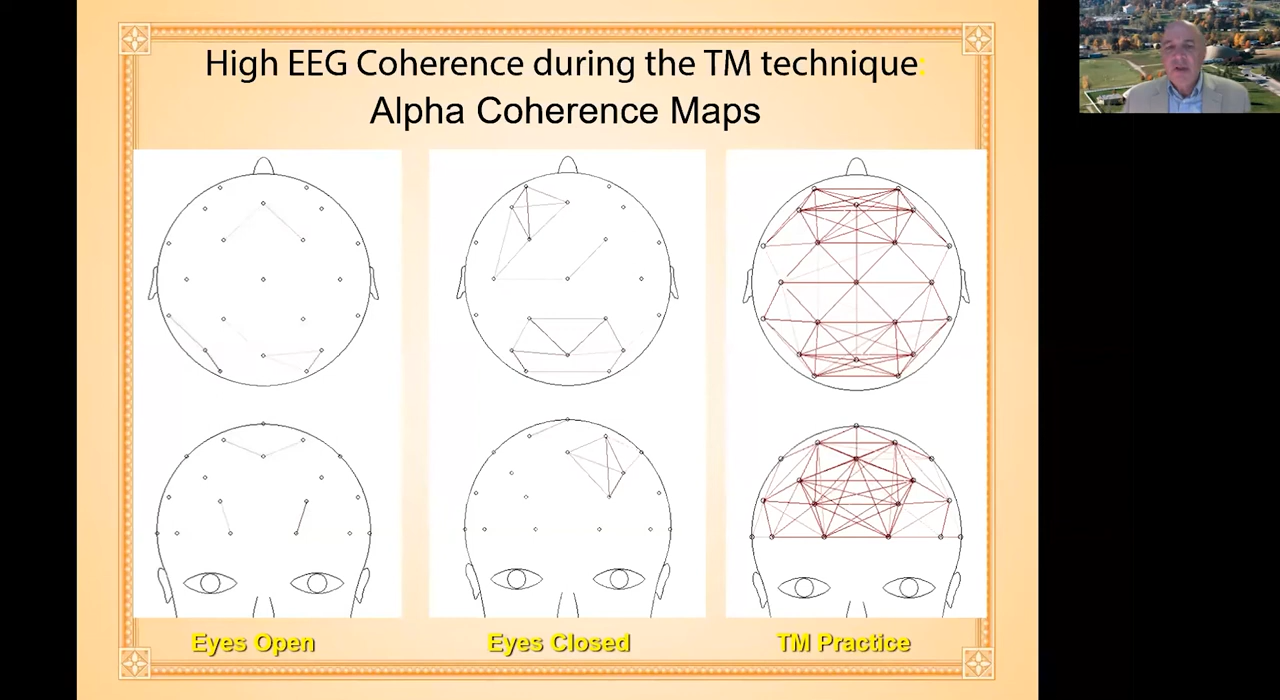 High EEG Coherence during the TM technique:
Alpha Coherence Maps
Eyes Open
Eyes Closed
TM Practice